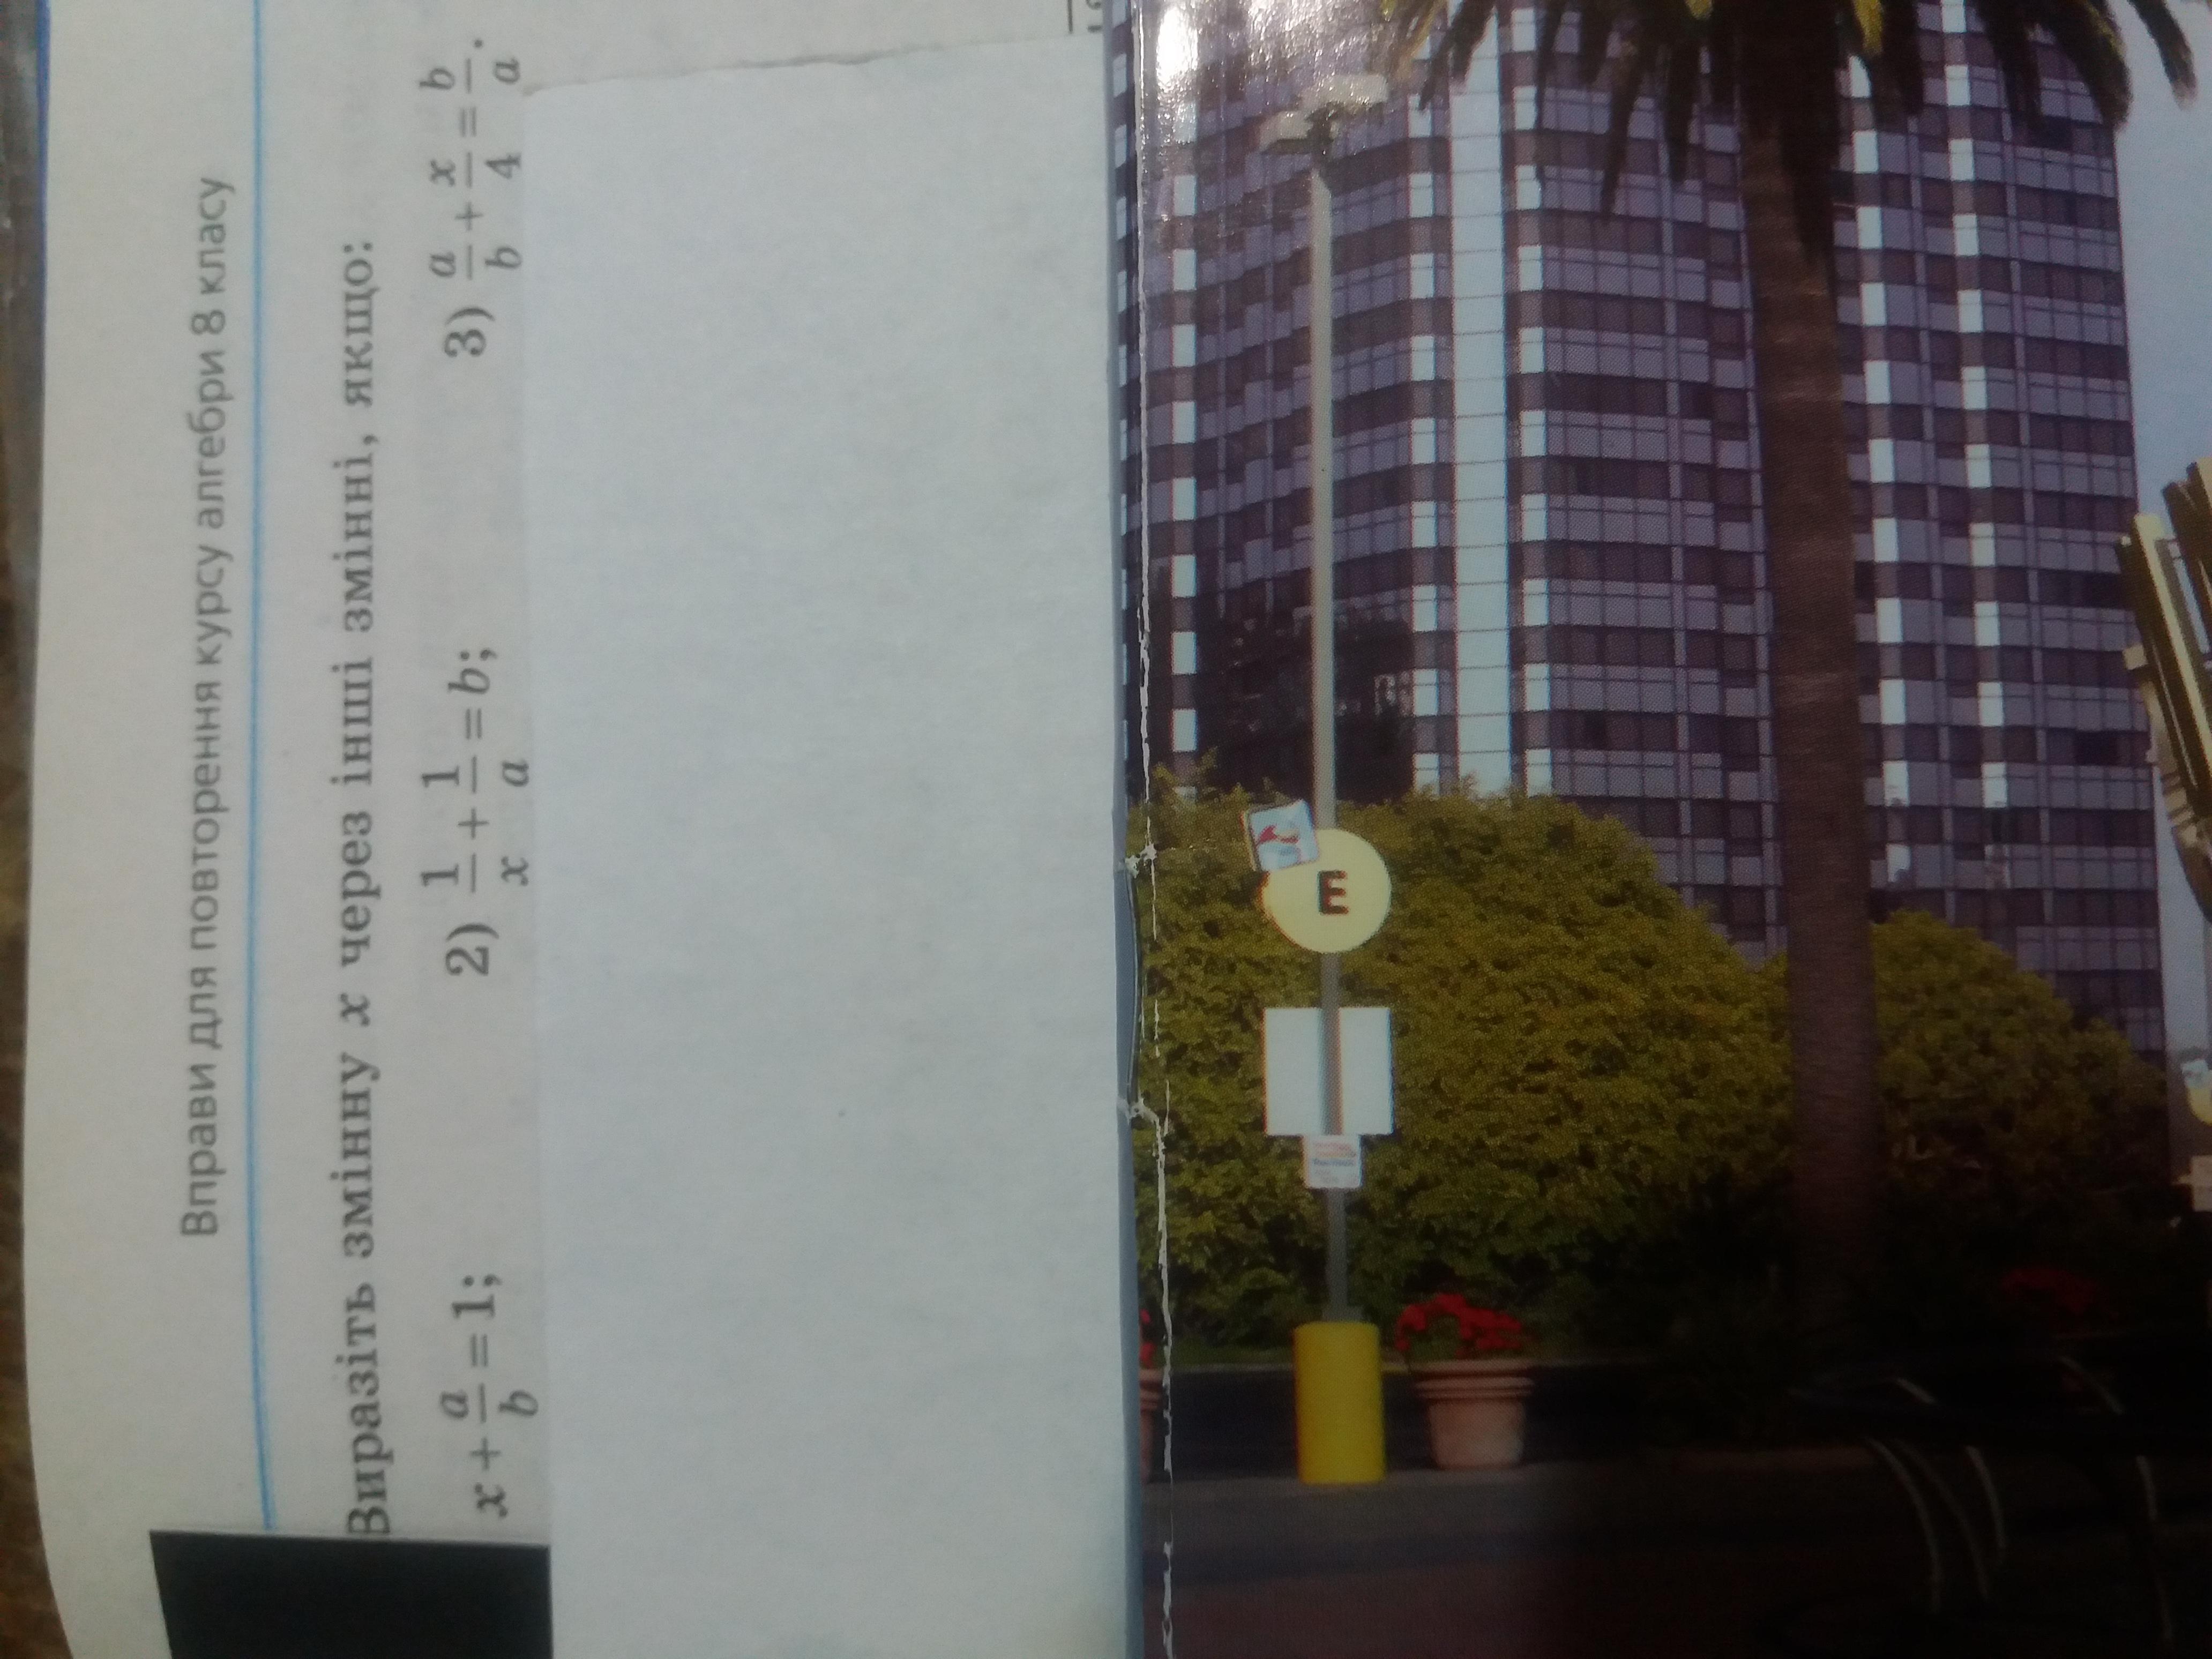 Вправи для повторення курсу алгебри 8 класу
Виразіть змінну x через інші змінні, якщо:
x + a/b = 1; 2) 1/x + 1/a = b; 3) a/b + x/4 = b/a.
E